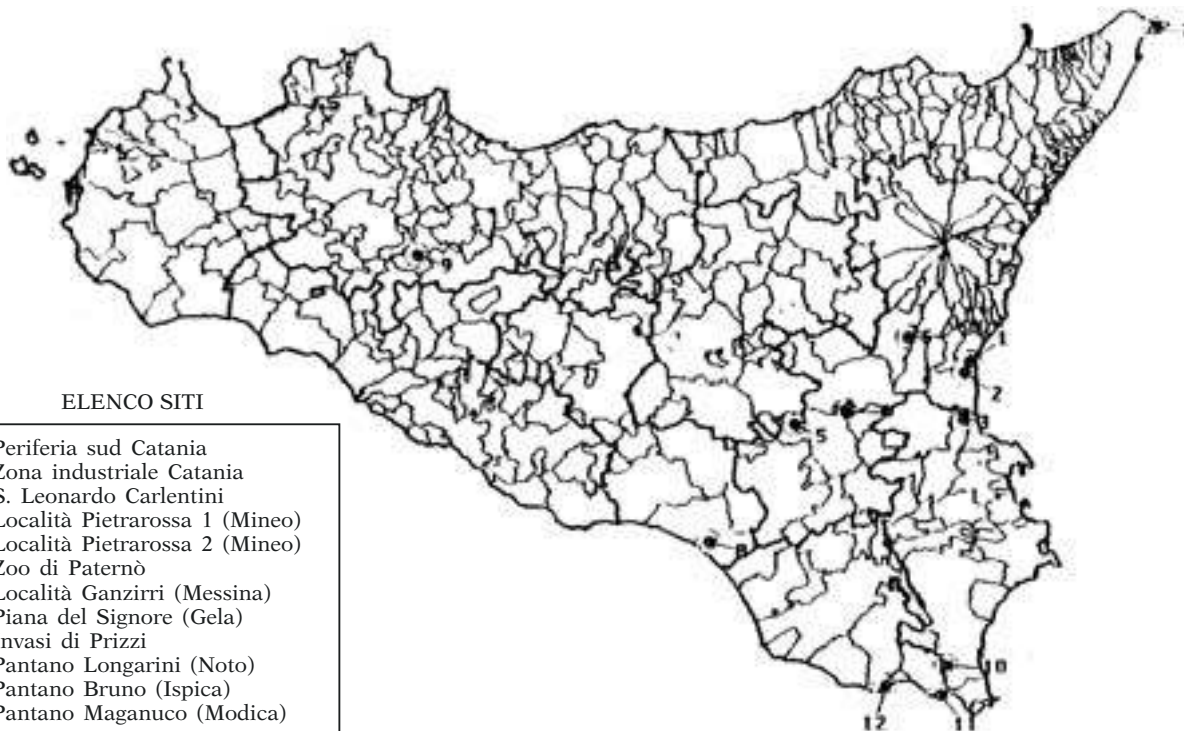 ELENCO SITI
Periferia sud Catania
Zona industriale Catania
S. Leonardo Carlentini
Località Pietrarossa 1 (Mineo)
Località Pietrarossa 2 (Mineo)
Zoo di Paternò
Località Ganzirri (Messina)
Piana del Signore (Gela)
Invasi di Prizzi
Pantano Longarini (Noto)
Pantano Bruno (Ispica)
Pantano Maganuco (Modica)
9
1
2
3
5
8
10
12
11